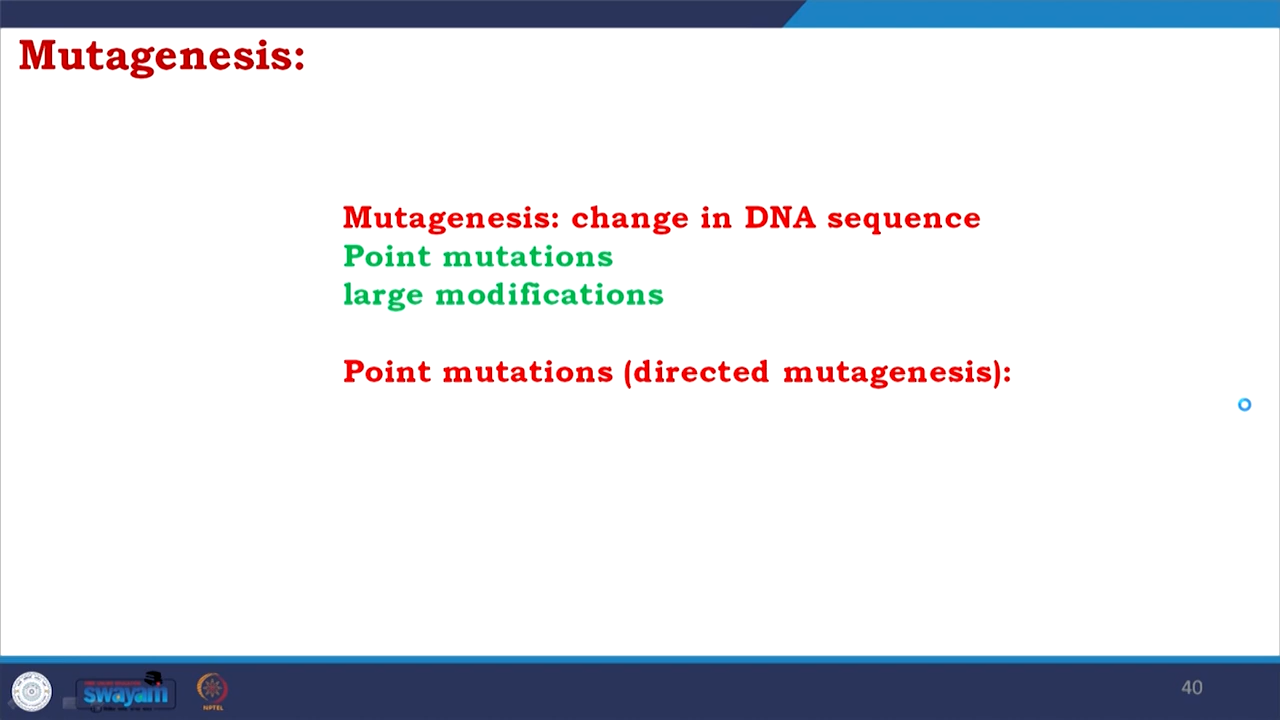 Mutagenesis:
Mutagenesis: change in DNA sequence
Point mutations
large modifications
Point mutations (directed mutagenesis):
swayam
NPTEL
40